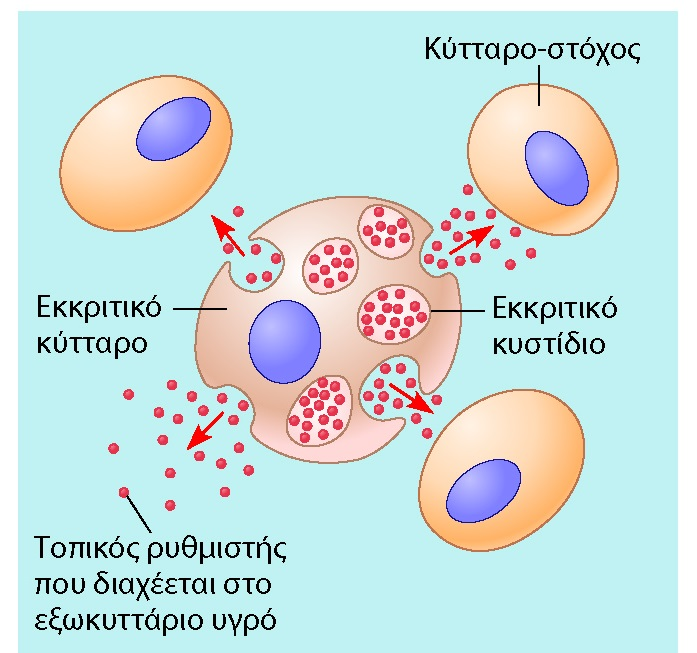 Κύτταρο-στόχος
Εκκριτικό
κύτταρο
Εκκριτικό
κυστίδιο
Τοπικός ρυθμιστής
που διαχέεται στο
εξωκυττάριο υγρό